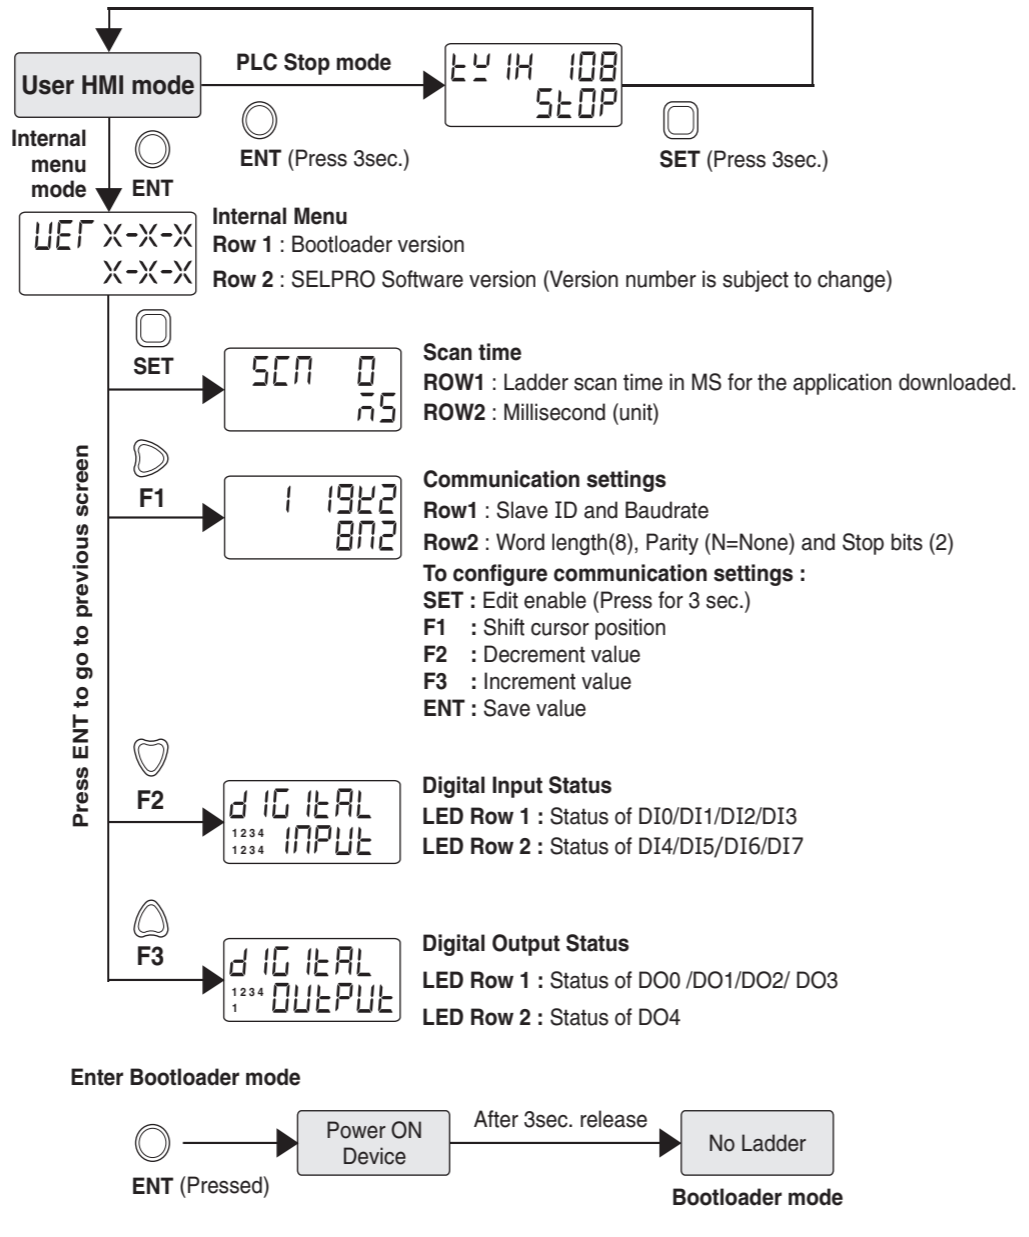 User HMI mode
PLC Stop mode
ENT (Press 3sec.)
STOP
SET (Press 3sec.)
Internal
menu
mode
ENT
VER X-X-X
X-X-X
Internal Menu
Row 1 : Bootloader version
Row 2 : SELPRO Software version (Version number is subject to change)
Press ENT to go to previous screen
SET
SCN 0
mS
Scan time
ROW1 : Ladder scan time in MS for the application downloaded.
ROW2 : Millisecond (unit)
F1
1 19K2
8N2
Communication settings
Row1 : Slave ID and Baudrate
Row2 : Word length(8), Parity (N=None) and Stop bits (2)
To configure communication settings :
SET : Edit enable (Press for 3 sec.)
F1 : Shift cursor position
F2 : Decrement value
F3 : Increment value
ENT : Save value
F2
dIGItAL
1234 INPUt
1234
Digital Input Status
LED Row 1 : Status of DI0/DI1/DI2/DI3
LED Row 2 : Status of DI4/DI5/DI6/DI7
F3
dIGItAL
1234 OUtPUt
1
Digital Output Status
LED Row 1 : Status of DO0 /DO1/DO2/ DO3
LED Row 2 : Status of DO4
Enter Bootloader mode
ENT (Pressed)
Power ON
Device
After 3sec. release
No Ladder
Bootloader mode